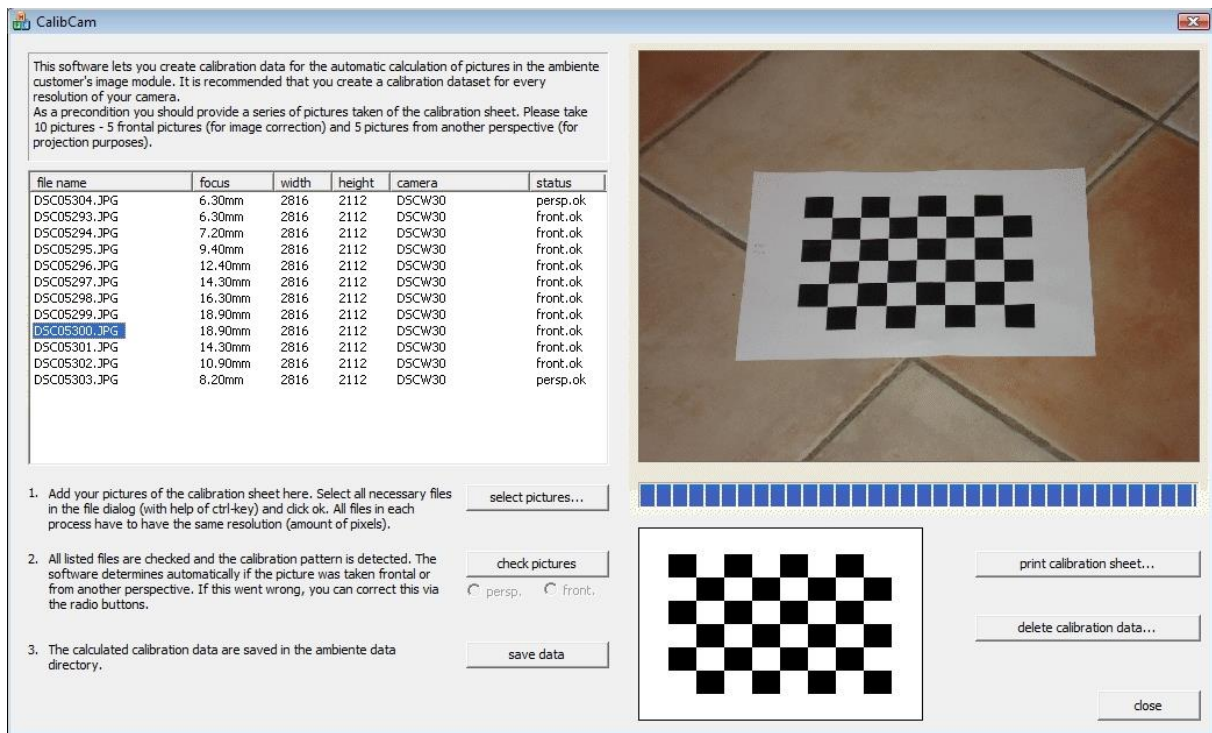 CalibCam
This software lets you create calibration data for the automatic calculation of pictures in the ambiente
customer's image module. It is recommended that you create a calibration dataset for every
resolution of your camera.
As a precondition you should provide a series of pictures taken of the calibration sheet. Please take
10 pictures - 5 frontal pictures (for image correction) and 5 pictures from another perspective (for
projection purposes).
file name focus width height camera status
DSC05304.JPG 6.30mm 2816 2112 DSCW30 persp.ok
DSC05293.JPG 6.30mm 2816 2112 DSCW30 front.ok
DSC05294.JPG 7.20mm 2816 2112 DSCW30 front.ok
DSC05295.JPG 9.40mm 2816 2112 DSCW30 front.ok
DSC05296.JPG 12.40mm 2816 2112 DSCW30 front.ok
DSC05297.JPG 14.30mm 2816 2112 DSCW30 front.ok
DSC05298.JPG 16.30mm 2816 2112 DSCW30 front.ok
DSC05299.JPG 18.90mm 2816 2112 DSCW30 front.ok
DSC05300.JPG 18.90mm 2816 2112 DSCW30 front.ok
DSC05301.JPG 14.30mm 2816 2112 DSCW30 front.ok
DSC05302.JPG 10.90mm 2816 2112 DSCW30 front.ok
DSC05303.JPG 8.20mm 2816 2112 DSCW30 persp.ok
1. Add your pictures of the calibration sheet here. Select all necessary files
in the file dialog (with help of ctrl-key) and click ok. All files in each
process have to have the same resolution (amount of pixels).
select pictures...
2. All listed files are checked and the calibration pattern is detected. The
software determines automatically if the picture was taken frontal or
from another perspective. If this went wrong, you can correct this via
the radio buttons.
check pictures
persp. front.
3. The calculated calibration data are saved in the ambiente data
directory.
save data
print calibration sheet...
delete calibration data...
close